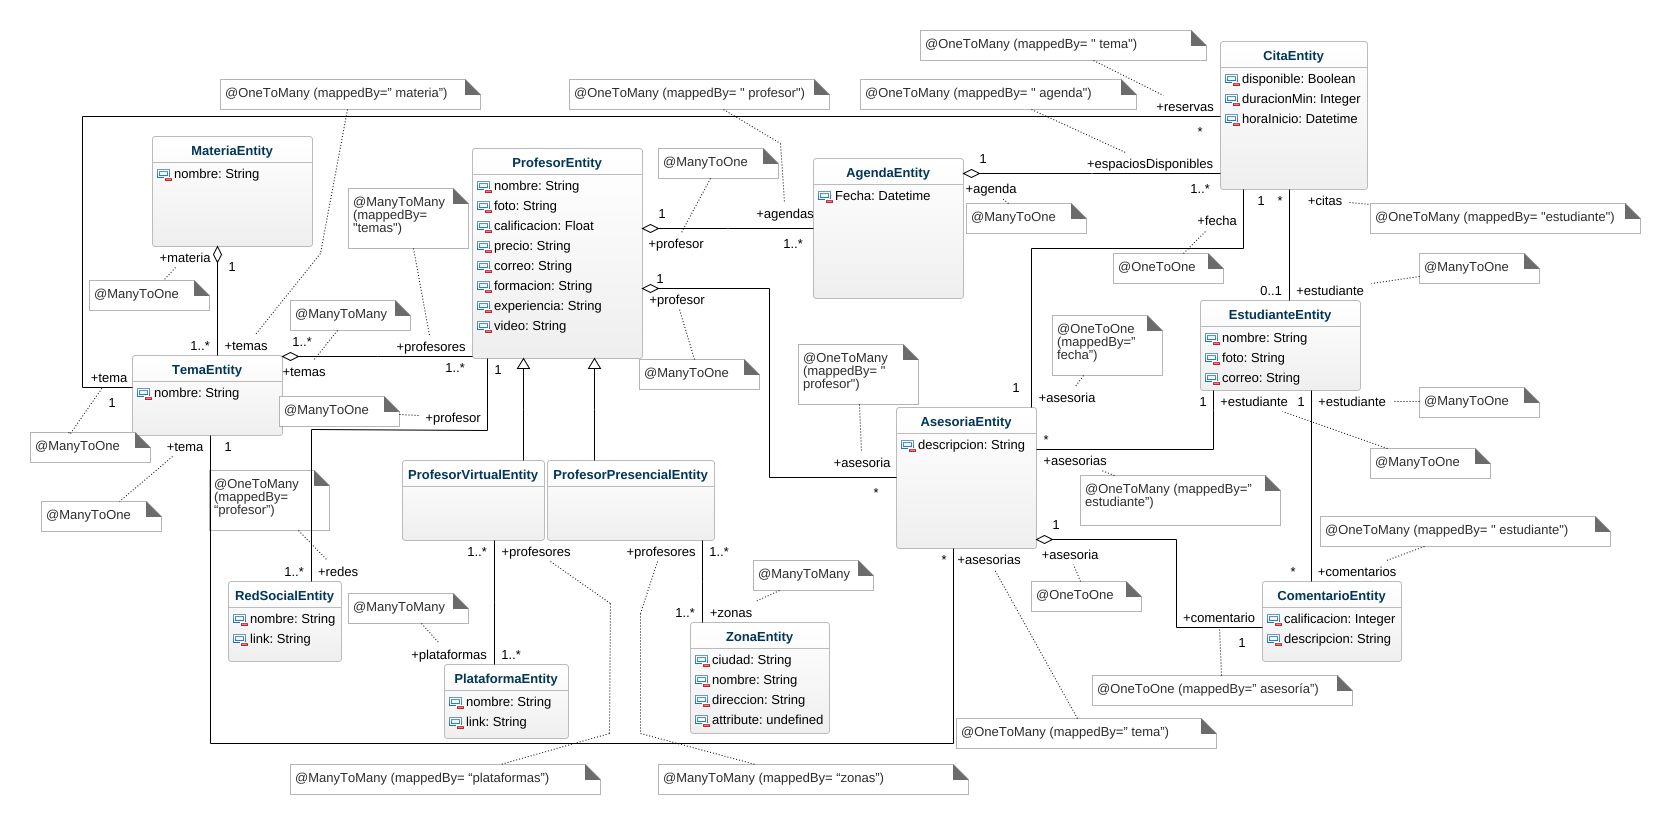 @OneToMany (mappedBy= " tema")
CitaEntity
disponible: Boolean
duracionMin: Integer
horaInicio: Datetime
@OneToMany (mappedBy=” materia”)
@OneToMany (mappedBy= " profesor")
@OneToMany (mappedBy= " agenda")
+reservas
*
MateriaEntity
nombre: String
ProfesorEntity
nombre: String
foto: String
calificacion: Float
precio: String
correo: String
formacion: String
experiencia: String
video: String
@ManyToOne
AgendaEntity
Fecha: Datetime
1
+espaciosDisponibles
+agenda
1..*
@ManyToMany
(mappedBy=
"temas")
1
+agendas
+profesor
1..*
@ManyToOne
1
*
+citas
@OneToMany (mappedBy= "estudiante")
+fecha
+materia
1
@ManyToOne
@OneToOne
@ManyToOne
1
+profesor
0..1
+estudiante
@ManyToMany
EstudianteEntity
nombre: String
foto: String
correo: String
@OneToOne
(mappedBy=”
fecha”)
1..*
+temas
1..*
+profesores
+temas
1..*
1
@OneToMany
(mappedBy= "
profesor")
@ManyToOne
TemaEntity
nombre: String
+tema
1
1
+asesoria
@ManyToOne
+profesor
1
+estudiante
1
+estudiante
@ManyToOne
AsesoriaEntity
descripcion: String
@ManyToOne
+tema
1
*
+asesorias
@ManyToOne
+asesoria
*
ProfesorVirtualEntity
ProfesorPresencialEntity
@OneToMany
(mappedBy=
“profesor”)
@OneToMany (mappedBy=”
estudiante”)
@ManyToOne
@OneToMany (mappedBy= " estudiante")
1
1..*
+profesores
+profesores
1..*
*
+asesorias
+asesoria
1..*
+redes
@ManyToMany
*
+comentarios
RedSocialEntity
nombre: String
link: String
@ManyToMany
@OneToOne
ComentarioEntity
calificacion: Integer
descripcion: String
1..*
+zonas
+comentario
1
+plataformas
1..*
ZonaEntity
ciudad: String
nombre: String
direccion: String
attribute: undefined
PlataformaEntity
nombre: String
link: String
@OneToOne (mappedBy=” asesoría”)
@OneToMany (mappedBy=” tema”)
@ManyToMany (mappedBy= “plataformas”)
@ManyToMany (mappedBy= “zonas”)